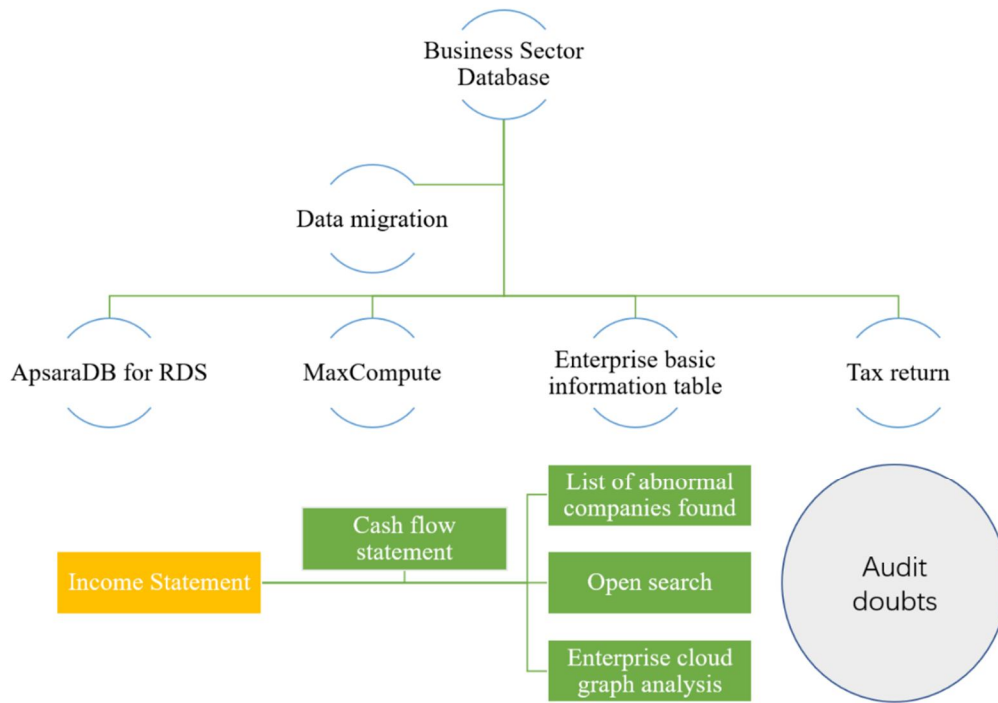 Business Sector
Database
Data migration
ApsaraDB for RDS
MaxCompute
Enterprise basic
information table
Tax return
List of abnormal
companies found
Cash flow
statement
Income Statement
Open search
Enterprise cloud
graph analysis
Audit
doubts